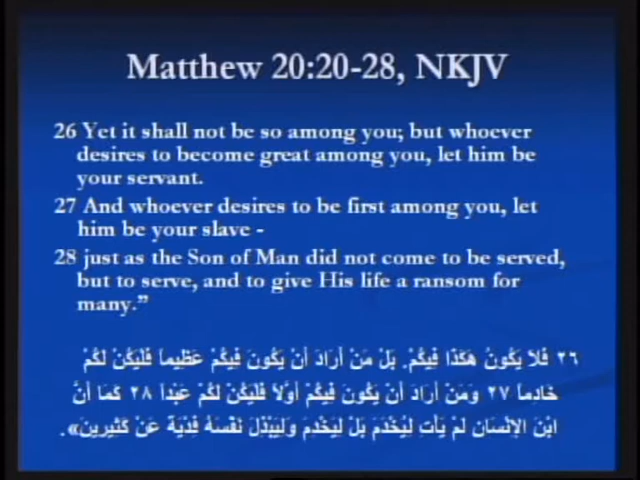 Matthew 20:20-28, NKJV
26 Yet it shall not be so among you; but whoever
desires to become great among you, let him be
your servant.
27 And whoever desires to be first among you, let
him be your slave -
28 just as the Son of Man did not come to be served,
but to serve, and to give His life a ransom for
many.”
٢٦ فَلاَ يَكُونُ هَكَذَا فِيكُمْ. بَلْ مَنْ أَرَادَ أَنْ يَكُونَ فِيكُمْ عَظِيماً فَلْيَكُنْ لَكُمْ
خَادِماً ٢٧ وَمَنْ أَرَادَ أَنْ يَكُونَ فِيكُمْ أَوَّلاً فَلْيَكُنْ لَكُمْ عَبْداً ٢٨ كَمَا أَنَّ
ابْنَ الإِنْسَانِ لَمْ يَأْتِ لِيُخْدَمَ بَلْ لِيَخْدِمَ وَلِيَبْذِلَ نَفْسَهُ فِدْيَةً عَنْ كَثِيرِينَ».